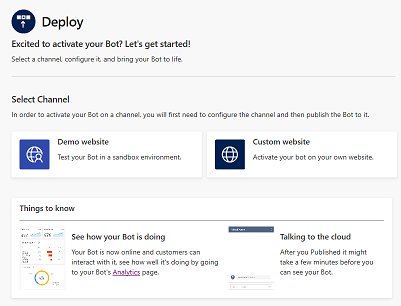 Deploy
Excited to activate your Bot? Let's get started!
Select a channel, configure it, and bring your Bot to life.
Select Channel
In order to activate your Bot on a channel, you will first need to configure the channel and then publish the Bot to it.
Demo website
Test your Bot in a sandbox environment.
Custom website
Activate your bot on your own website.
Things to know
See how your Bot is doing
Your Bot is now online and customers can
interact with it, see how well it's doing by going
to your Bot's Analytics page.
Talking to the cloud
After you Published it might
take a few minutes before you
can see your Bot.